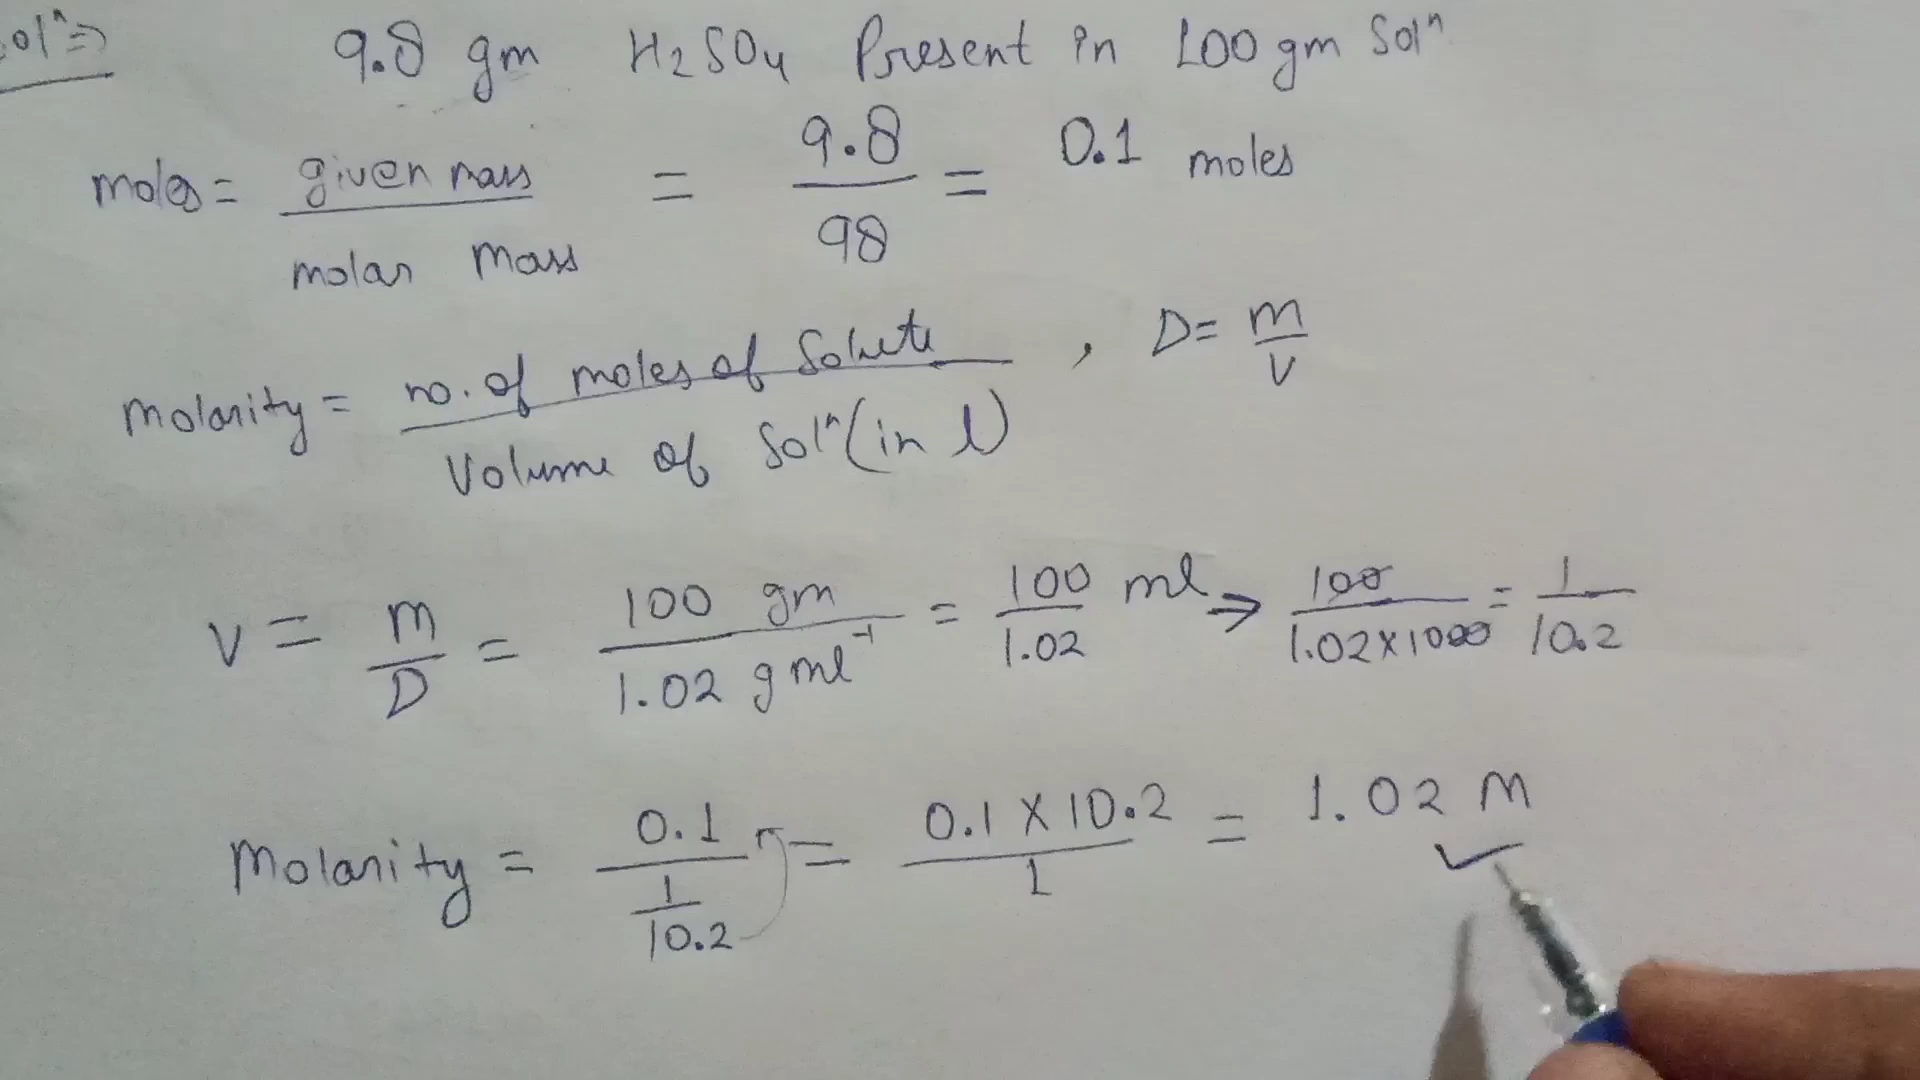 solⁿ⇒ 9.8 gm H2SO4 Present in 100 gm Solⁿ
moles = given mass / molar mass = 9.8 / 98 = 0.1 moles
Molarity = no. of moles of Solute / Volume of Solⁿ (in l) , D = m / V
V = m / D = 100 gm / 1.02 g ml⁻¹ = 100 / 1.02 ml → 100 / 1.02×1000 = 1 / 10.2
Molarity = 0.1 / 1 / 10.2 = 0.1 × 10.2 / 1 = 1.02 M